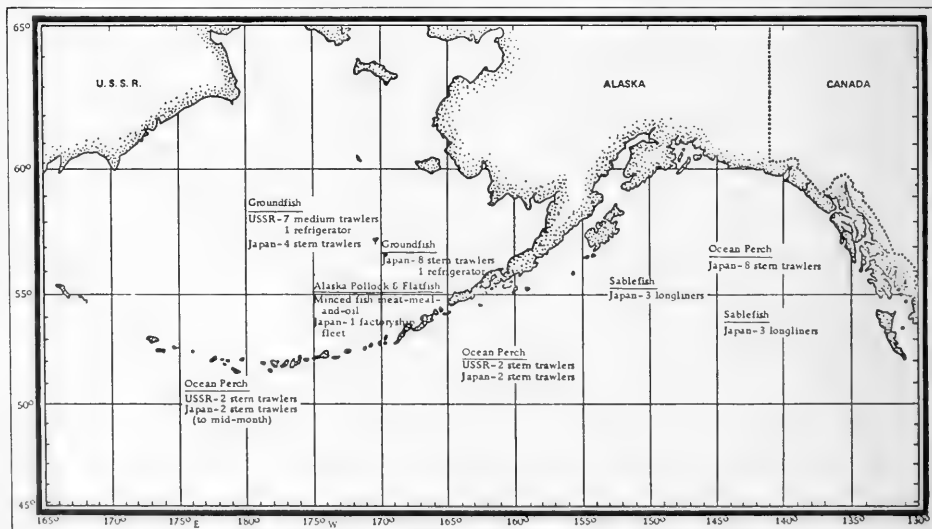 65°
60°
55°
50°
45°
U.S.S.R.
ALASKA
CANADA
Groundfish
USSR-7 medium trawlers
1 refrigerator
Japan-4 stern trawlers
Groundfish
Japan-8 stern trawlers
1 refrigerator
Alaska Pollock & Flatfish
Minced fish meat-meal-
and-oil
Japan-1 factoryship
fleet
Ocean Perch
USSR-2 stern trawlers
Japan-2 stern trawlers
(to mid-month)
Ocean Perch
USSR-2 stern trawlers
Japan-2 stern trawlers
Sablefish
Japan-3 longliners
Ocean Perch
Japan-8 stern trawlers
Sablefish
Japan-3 longliners
165° 170° 175° E 180° W 175° 170° 165° 160° 155° 150° 145° 140° 135° 130°